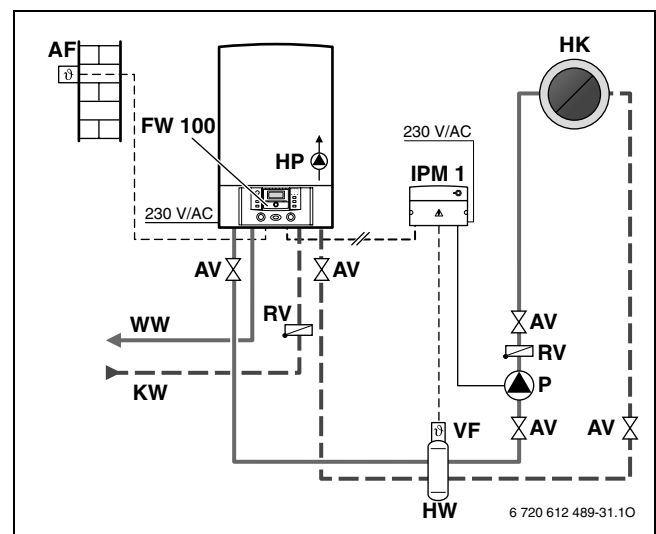 AF
HK
FW 100
230 V/AC
HP
IPM 1
230 V/AC
AV
AV
WW
RV
AV
RV
KW
P
VF
AV
AV
HW
6 720 612 489-31.1O